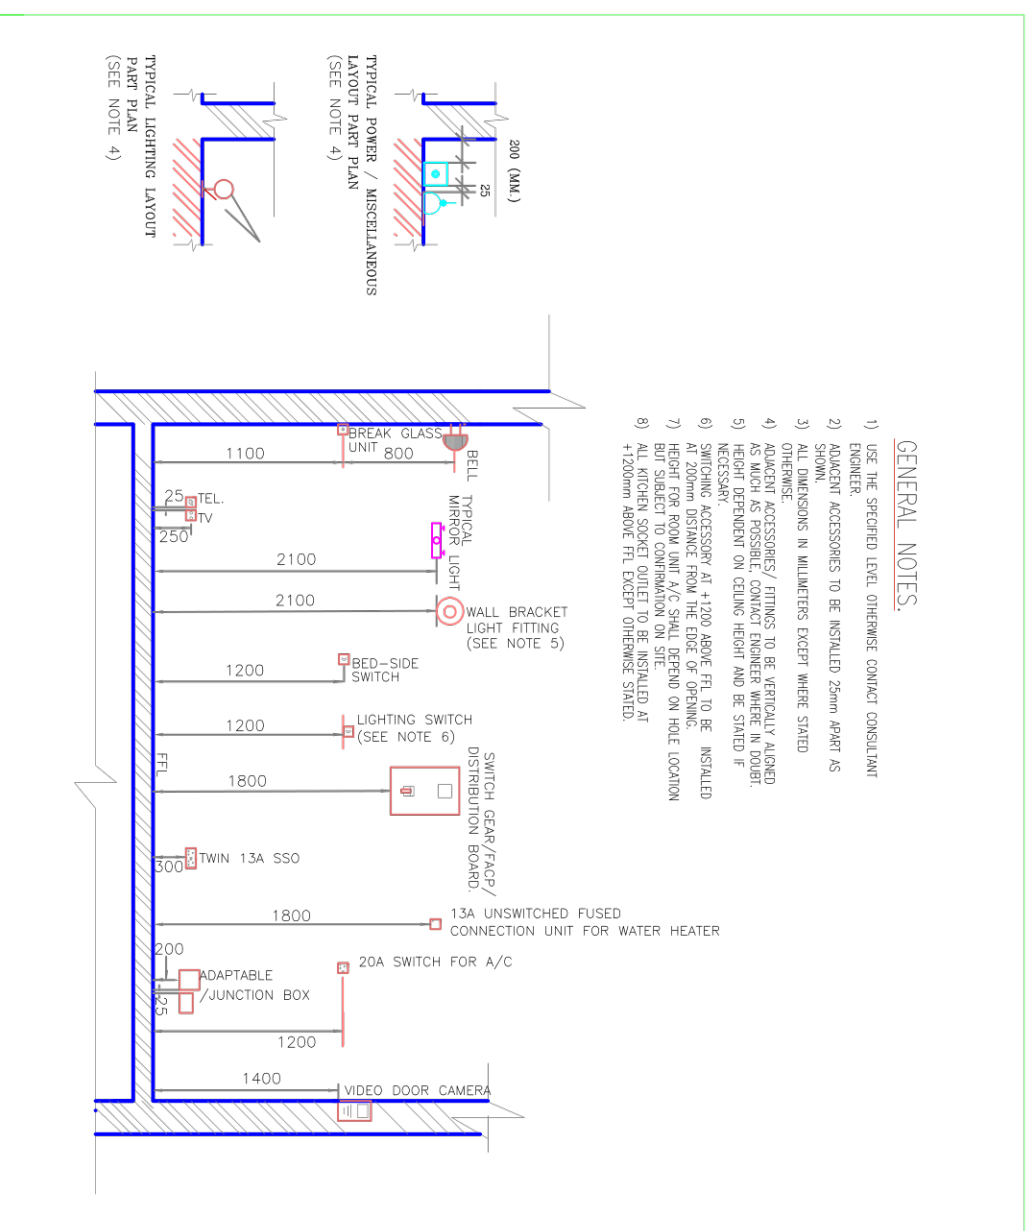 GENERAL NOTES.
1) USE THE SPECIFIED LEVEL OTHERWISE CONTACT CONSULTANT
ENGINEER.
2) ADJACENT ACCESSORIES TO BE INSTALLED 25mm APART AS
SHOWN.
3) ALL DIMENSIONS IN MILLIMETERS EXCEPT WHERE STATED
OTHERWISE.
4) ADJACENT ACCESSORIES/ FITTINGS TO BE VERTICALLY ALIGNED
AS MUCH AS POSSIBLE, CONTACT ENGINEER WHERE IN DOUBT.
5) HEIGHT DEPENDENT ON CEILING HEIGHT AND BE STATED IF
NECESSARY.
6) SWITCHING ACCESSORY AT +1200 ABOVE FFL TO BE INSTALLED
AT 200mm DISTANCE FROM THE EDGE OF OPENING.
7) HEIGHT FOR ROOM UNIT A/C SHALL DEPEND ON HOLE LOCATION
BUT SUBJECT TO CONFIRMATION ON SITE.
8) ALL KITCHEN SOCKET OUTLET TO BE INSTALLED AT
+1200mm ABOVE FFL EXCEPT OTHERWISE STATED.
200 (MM.)
25
TYPICAL POWER / MISCELLANEOUS
LAYOUT PART PLAN
(SEE NOTE 4)
TYPICAL LIGHTING LAYOUT
PART PLAN
(SEE NOTE 4)
BREAK GLASS
UNIT
1100
800
BELL
25
TEL.
TV
250
TYPICAL
MIRROR LIGHT
2100
2100
WALL BRACKET
LIGHT FITTING
(SEE NOTE 5)
BED-SIDE
SWITCH
1200
LIGHTING SWITCH
(SEE NOTE 6)
1200
FFL
1800
SWITCH GEAR/FACP/
DISTRIBUTION BOARD.
TWIN 13A SSO
300
13A UNSWITCHED FUSED
CONNECTION UNIT FOR WATER HEATER
1800
20A SWITCH FOR A/C
200
ADAPTABLE
/JUNCTION BOX
25
1200
1400
VIDEO DOOR CAMERA